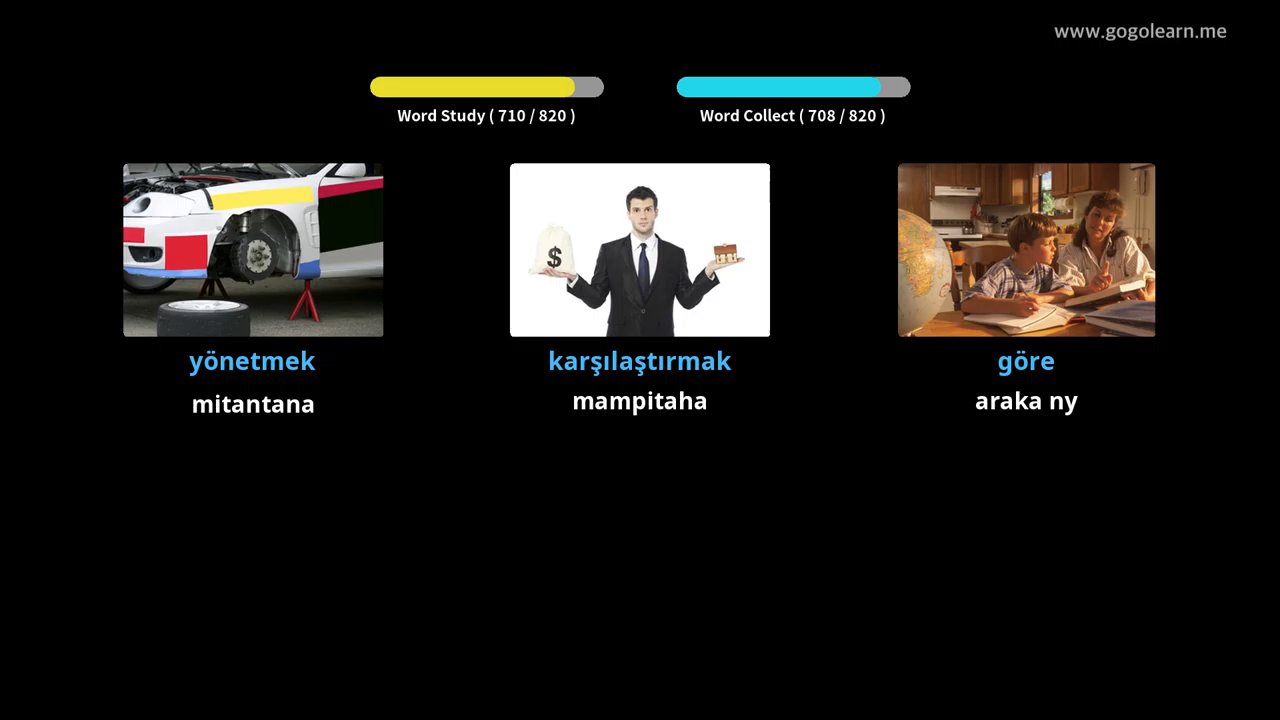 www.gogolearn.me
Word Study ( 710 / 820 )
Word Collect ( 708 / 820 )
$
yönetmek
karşılaştırmak
göre
mitantana
mampitaha
araka ny